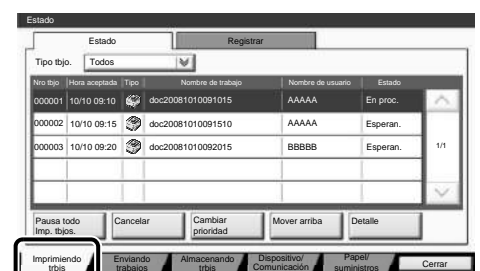 Estado
Estado Registrar
Tipo tbjo. Todos
Nro tbjo Hora aceptada Tipo Nombre de trabajo Nombre de usuario Estado
000001 10/10 09:10 doc20081010091015 AAAAA En proc.
000002 10/10 09:15 doc20081010091510 AAAAA Esperan.
000003 10/10 09:20 doc20081010092015 BBBBB Esperan.
1/1
Pausa todo Imp. tbjos. Cancelar Cambiar prioridad Mover arriba Detalle
Imprimiendo trbis Enviando trabajos Almacenando trbis Dispositivo/ Comunicación Papel/ suministros Cerrar